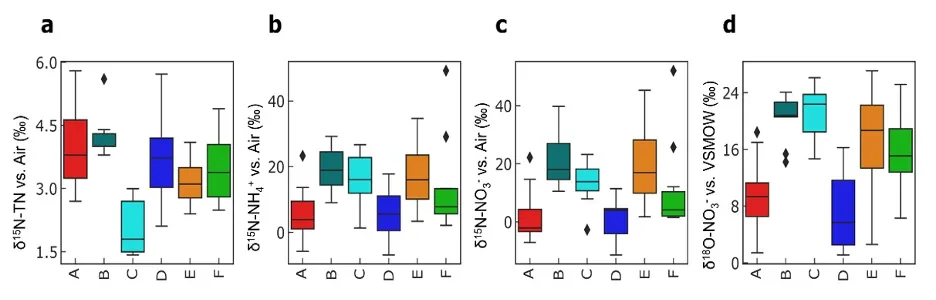 a
b
c
d
δ¹⁵N-TN vs. Air (‰)
6.0
4.5
3.0
1.5
A B C D E F
δ¹⁵N-NH₄⁺ vs. Air (‰)
40
20
0
A B C D E F
δ¹⁵N-NO₃⁻ vs. Air (‰)
40
20
0
A B C D E F
δ¹⁸O-NO₃⁻ vs. VSMOW (‰)
24
16
8
0
A B C D E F